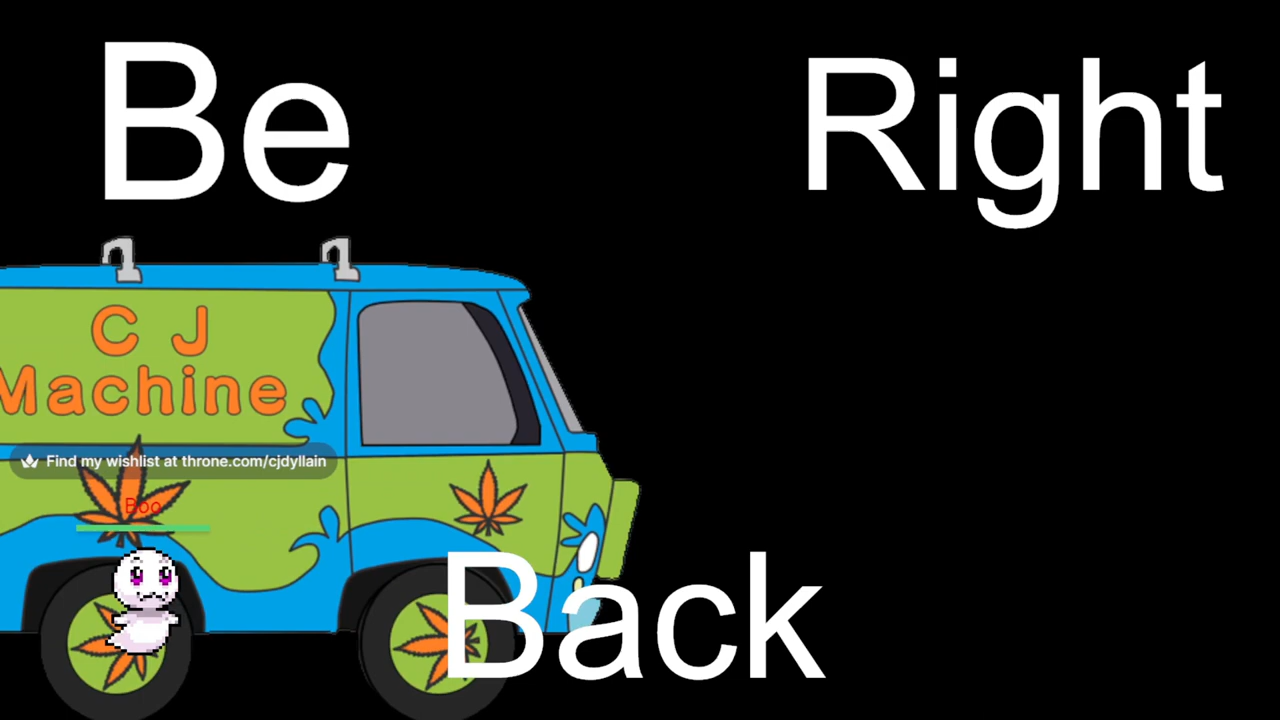 Be
Right
C J
Machine
Find my wishlist at throne.com/cjdyllain
Boo
Back